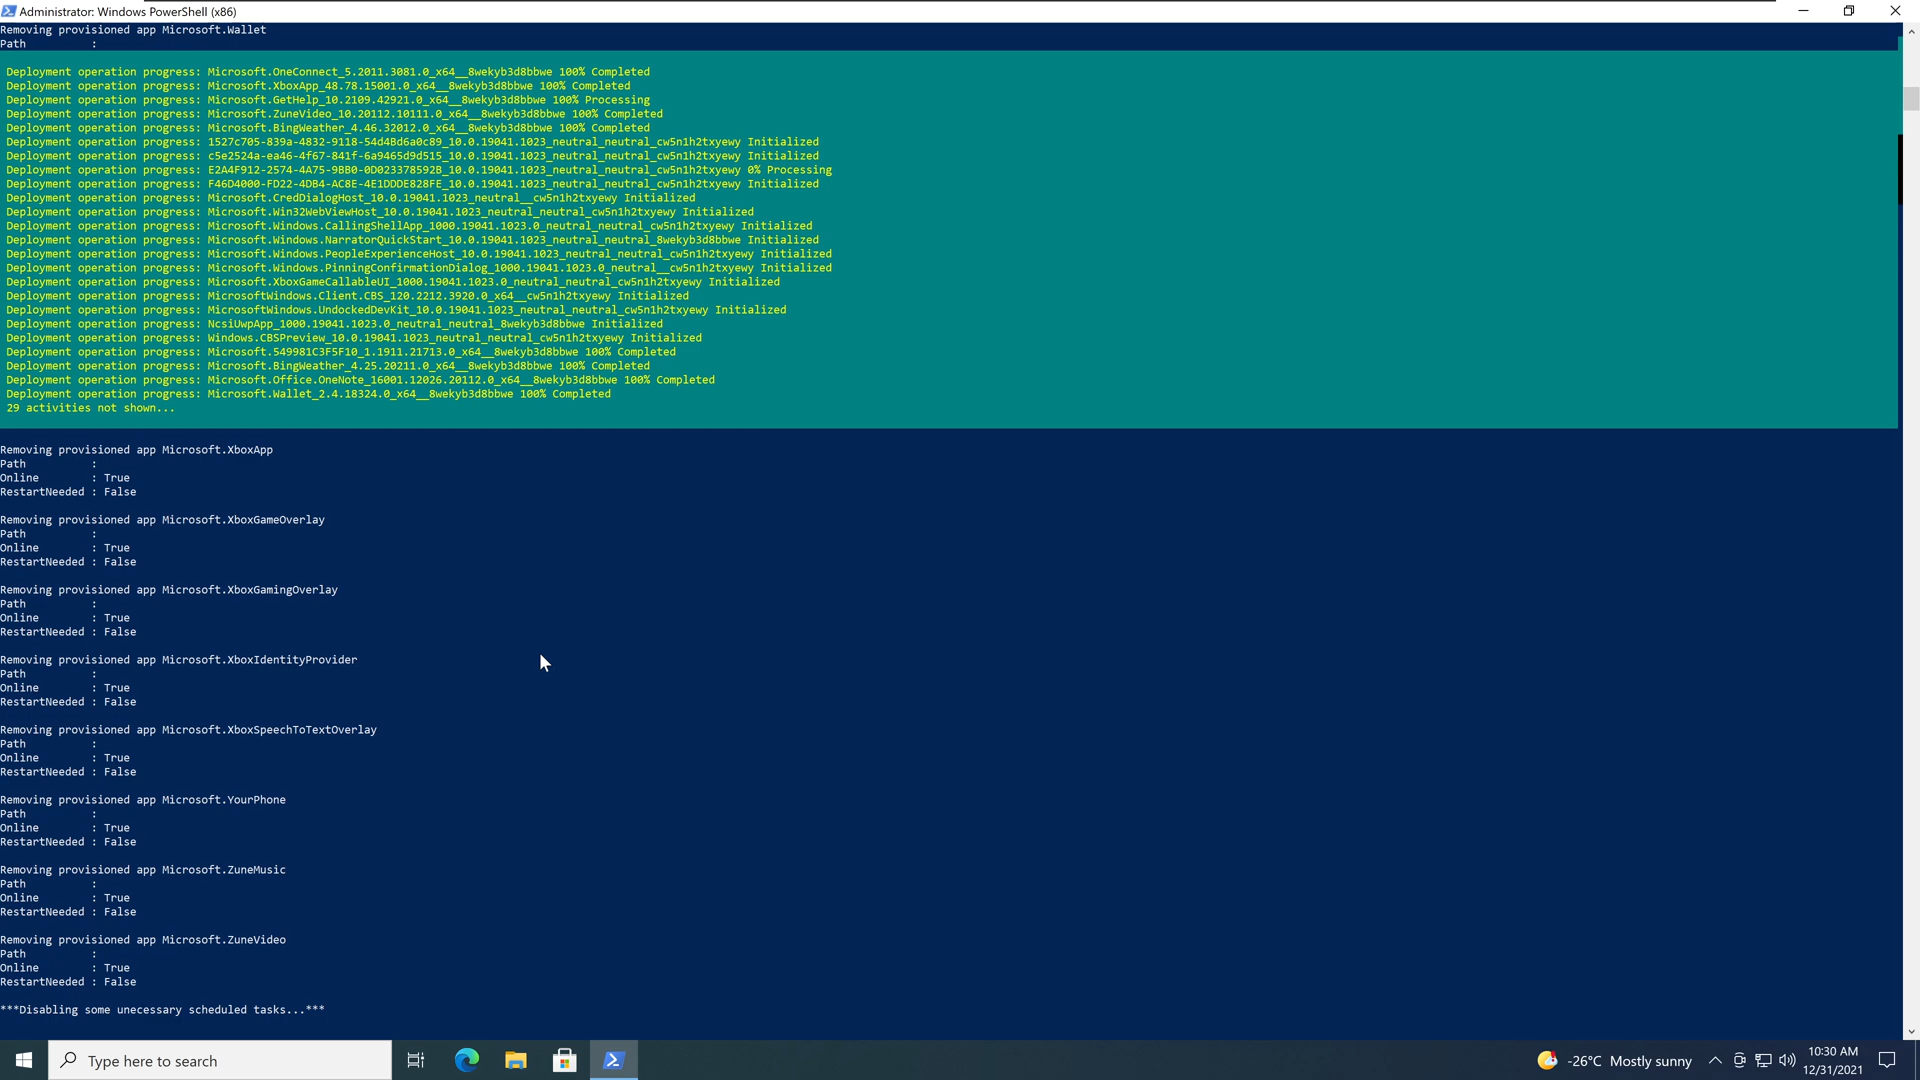 Administrator: Windows PowerShell (x86)
Removing provisioned app Microsoft.Wallet
Path          :
Deployment operation progress: Microsoft.OneConnect_5.2011.3081.0_x64__8wekyb3d8bbwe 100% Completed
Deployment operation progress: Microsoft.XboxApp_48.78.15001.0_x64__8wekyb3d8bbwe 100% Completed
Deployment operation progress: Microsoft.GetHelp_10.2109.42921.0_x64__8wekyb3d8bbwe 100% Processing
Deployment operation progress: Microsoft.ZuneVideo_10.20112.10111.0_x64__8wekyb3d8bbwe 100% Completed
Deployment operation progress: Microsoft.BingWeather_4.46.32012.0_x64__8wekyb3d8bbwe 100% Completed
Deployment operation progress: 1527c705-839a-4832-9118-54d4Bd6a0c89_10.0.19041.1023_neutral_neutral_cw5n1h2txyewy Initialized
Deployment operation progress: c5e2524a-ea46-4f67-841f-6a9465d9d515_10.0.19041.1023_neutral_neutral_cw5n1h2txyewy Initialized
Deployment operation progress: E2A4F912-2574-4A75-9BB0-0D023378592B_10.0.19041.1023_neutral_neutral_cw5n1h2txyewy 0% Processing
Deployment operation progress: F46D4000-FD22-4DB4-AC8E-4E1DDDE828FE_10.0.19041.1023_neutral_neutral_cw5n1h2txyewy Initialized
Deployment operation progress: Microsoft.CredDialogHost_10.0.19041.1023_neutral__cw5n1h2txyewy Initialized
Deployment operation progress: Microsoft.Win32WebViewHost_10.0.19041.1023_neutral_neutral_cw5n1h2txyewy Initialized
Deployment operation progress: Microsoft.Windows.CallingShellApp_1000.19041.1023.0_neutral_neutral_cw5n1h2txyewy Initialized
Deployment operation progress: Microsoft.Windows.NarratorQuickStart_10.0.19041.1023_neutral_neutral_8wekyb3d8bbwe Initialized
Deployment operation progress: Microsoft.Windows.PeopleExperienceHost_10.0.19041.1023_neutral_neutral_cw5n1h2txyewy Initialized
Deployment operation progress: Microsoft.Windows.PinningConfirmationDialog_1000.19041.1023.0_neutral__cw5n1h2txyewy Initialized
Deployment operation progress: Microsoft.XboxGameCallableUI_1000.19041.1023.0_neutral_neutral_cw5n1h2txyewy Initialized
Deployment operation progress: MicrosoftWindows.Client.CBS_120.2212.3920.0_x64__cw5n1h2txyewy Initialized
Deployment operation progress: MicrosoftWindows.UndockedDevKit_10.0.19041.1023_neutral_neutral_cw5n1h2txyewy Initialized
Deployment operation progress: NcsiUwpApp_1000.19041.1023.0_neutral_neutral_8wekyb3d8bbwe Initialized
Deployment operation progress: Windows.CBSPreview_10.0.19041.1023_neutral_neutral_cw5n1h2txyewy Initialized
Deployment operation progress: Microsoft.549981C3F5F10_1.1911.21713.0_x64__8wekyb3d8bbwe 100% Completed
Deployment operation progress: Microsoft.BingWeather_4.25.20211.0_x64__8wekyb3d8bbwe 100% Completed
Deployment operation progress: Microsoft.Office.OneNote_16001.12026.20112.0_x64__8wekyb3d8bbwe 100% Completed
Deployment operation progress: Microsoft.Wallet_2.4.18324.0_x64__8wekyb3d8bbwe 100% Completed
29 activities not shown...
Removing provisioned app Microsoft.XboxApp
Path          :
Online        : True
RestartNeeded : False
Removing provisioned app Microsoft.XboxGameOverlay
Path          :
Online        : True
RestartNeeded : False
Removing provisioned app Microsoft.XboxGamingOverlay
Path          :
Online        : True
RestartNeeded : False
Removing provisioned app Microsoft.XboxIdentityProvider
Path          :
Online        : True
RestartNeeded : False
Removing provisioned app Microsoft.XboxSpeechToTextOverlay
Path          :
Online        : True
RestartNeeded : False
Removing provisioned app Microsoft.YourPhone
Path          :
Online        : True
RestartNeeded : False
Removing provisioned app Microsoft.ZuneMusic
Path          :
Online        : True
RestartNeeded : False
Removing provisioned app Microsoft.ZuneVideo
Path          :
Online        : True
RestartNeeded : False
***Disabling some unecessary scheduled tasks...***
Type here to search
-26°C Mostly sunny
10:30 AM
12/31/2021